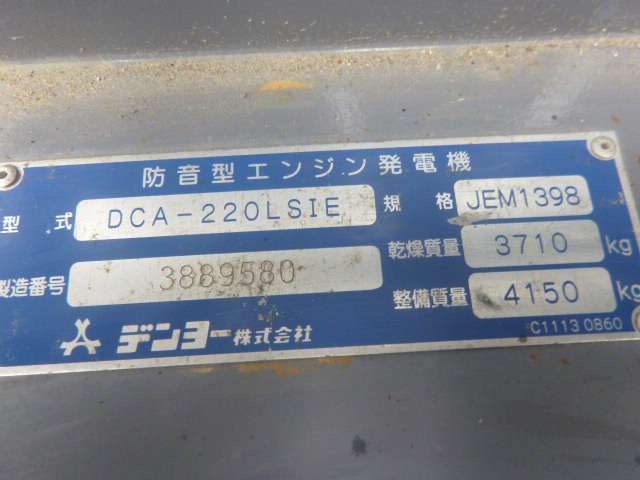 防音型エンジン発電機
型式 DCA-220LSIE 規格 JEM1398
製造番号 3889580 乾燥質量 3710 kg
整備質量 4150 kg
デンヨー株式会社 C11130860